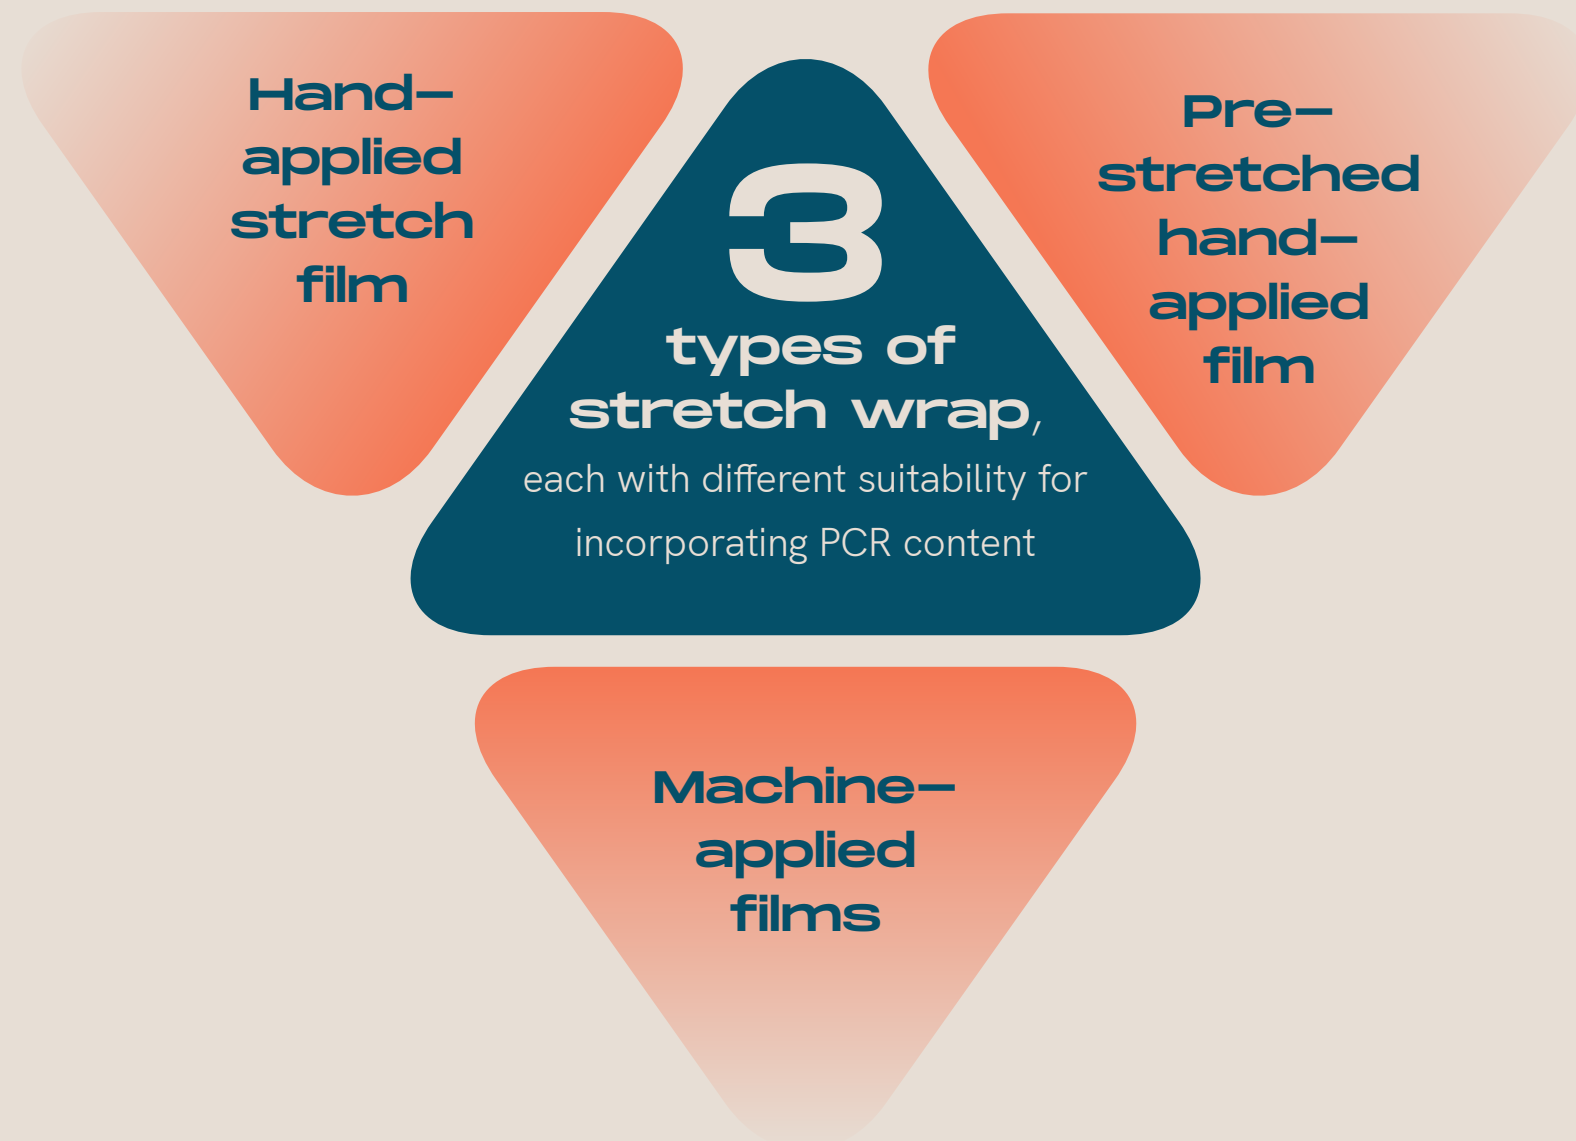 Hand-
applied
stretch
film
3
types of
stretch wrap,
each with different suitability for
incorporating PCR content
Pre-
stretched
hand-
applied
film
Machine-
applied
films